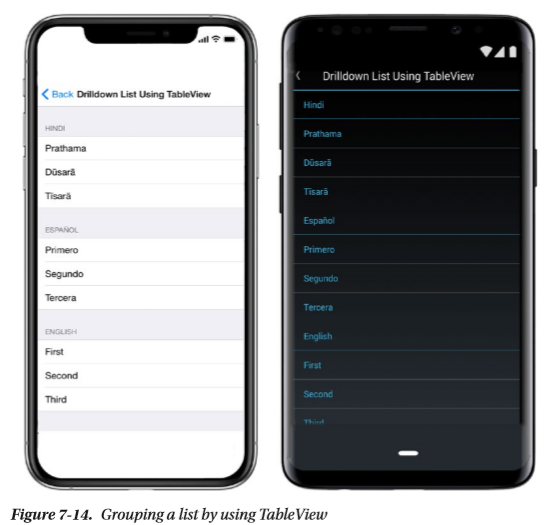 Back Drilldown List Using TableView
HINDI
Prathama
Dūsarā
Tīsarā
ESPAÑOL
Primero
Segundo
Tercera
ENGLISH
First
Second
Third
Drilldown List Using TableView
Hindi
Prathama
Dūsarā
Tīsarā
Español
Primero
Segundo
Tercera
English
First
Second
Third
Figure 7-14. Grouping a list by using TableView